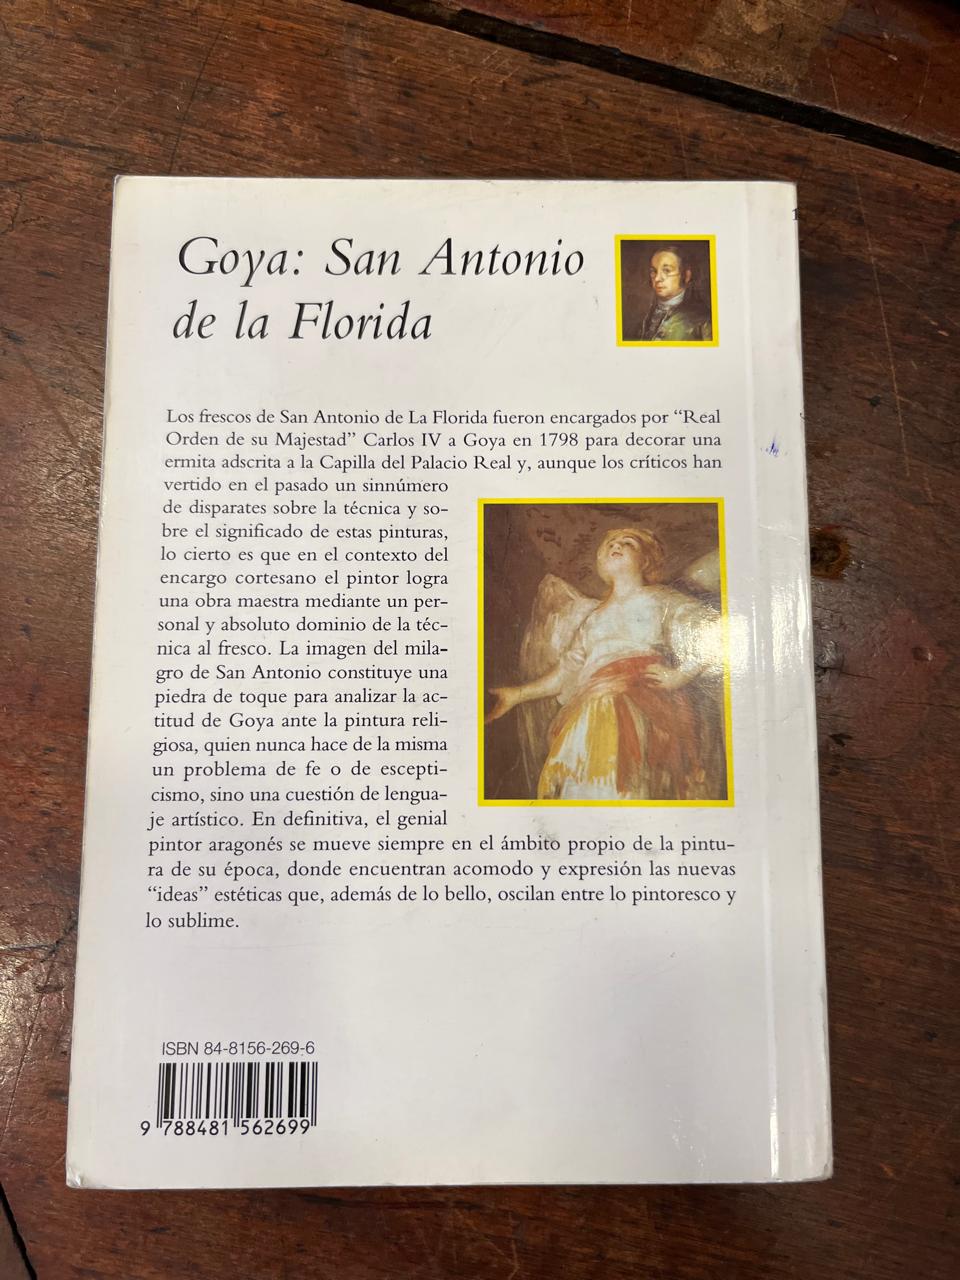 Goya: San Antonio
de la Florida
Los frescos de San Antonio de La Florida fueron encargados por “Real
Orden de su Majestad” Carlos IV a Goya en 1798 para decorar una
ermita adscrita a la Capilla del Palacio Real y, aunque los críticos han
vertido en el pasado un sinnúmero
de disparates sobre la técnica y so-
bre el significado de estas pinturas,
lo cierto es que en el contexto del
encargo cortesano el pintor logra
una obra maestra mediante un per-
sonal y absoluto dominio de la téc-
nica al fresco. La imagen del mila-
gro de San Antonio constituye una
piedra de toque para analizar la ac-
titud de Goya ante la pintura reli-
giosa, quien nunca hace de la misma
un problema de fe o de escepti-
cismo, sino una cuestión de lengua-
je artístico. En definitiva, el genial
pintor aragonés se mueve siempre en el ámbito propio de la pintu-
ra de su época, donde encuentran acomodo y expresión las nuevas
“ideas” estéticas que, además de lo bello, oscilan entre lo pintoresco y
lo sublime.
ISBN 84-8156-269-6
9 788481 562699